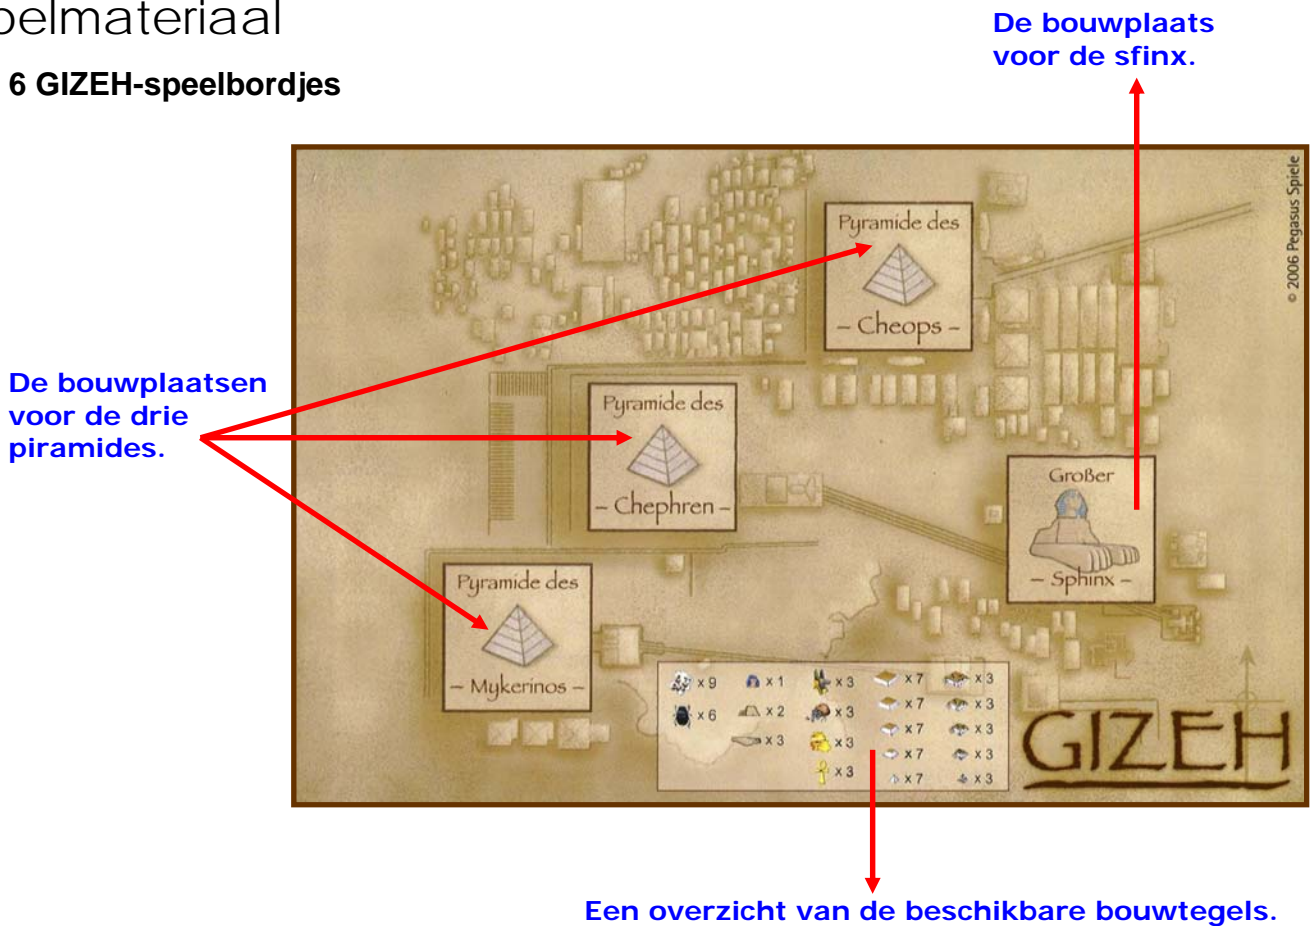 pelmateriaal
6 GIZEH-speelbordjes
De bouwplaats
voor de sfinx.
© 2006 Pegasus Spiele
Pyramide des
– Cheops –
De bouwplaatsen
voor de drie
piramides.
Pyramide des
– Chephren –
Großer
– Sphinx –
Pyramide des
– Mykerinos –
x 9 x 1 x 3 x 7 x 3
x 6 x 2 x 3 x 7 x 3
x 3 x 3 x 7 x 3
x 3 x 7 x 3
x 7 x 3
GIZEH
Een overzicht van de beschikbare bouwtegels.